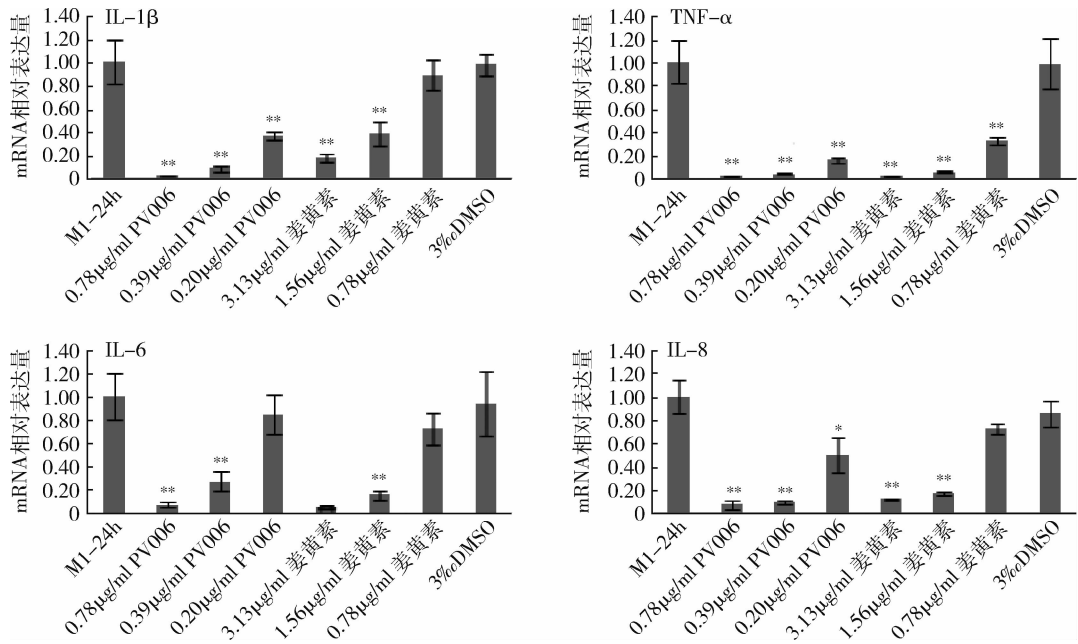 IL-1β
mRNA相对表达量
1.40
1.20
1.00
0.80
0.60
0.40
0.20
0
** ** ** ** **
M1-24h
0.78μg/ml PV006
0.39μg/ml PV006
0.20μg/ml PV006
3.13μg/ml 姜黄素
1.56μg/ml 姜黄素
0.78μg/ml 姜黄素
3‰DMSO
TNF-α
mRNA相对表达量
1.40
1.20
1.00
0.80
0.60
0.40
0.20
0
** ** ** ** ** **
M1-24h
0.78μg/ml PV006
0.39μg/ml PV006
0.20μg/ml PV006
3.13μg/ml 姜黄素
1.56μg/ml 姜黄素
0.78μg/ml 姜黄素
3‰DMSO
IL-6
mRNA相对表达量
1.40
1.20
1.00
0.80
0.60
0.40
0.20
0
** ** **
M1-24h
0.78μg/ml PV006
0.39μg/ml PV006
0.20μg/ml PV006
3.13μg/ml 姜黄素
1.56μg/ml 姜黄素
0.78μg/ml 姜黄素
3‰DMSO
IL-8
mRNA相对表达量
1.40
1.20
1.00
0.80
0.60
0.40
0.20
0
** ** * ** **
M1-24h
0.78μg/ml PV006
0.39μg/ml PV006
0.20μg/ml PV006
3.13μg/ml 姜黄素
1.56μg/ml 姜黄素
0.78μg/ml 姜黄素
3‰DMSO